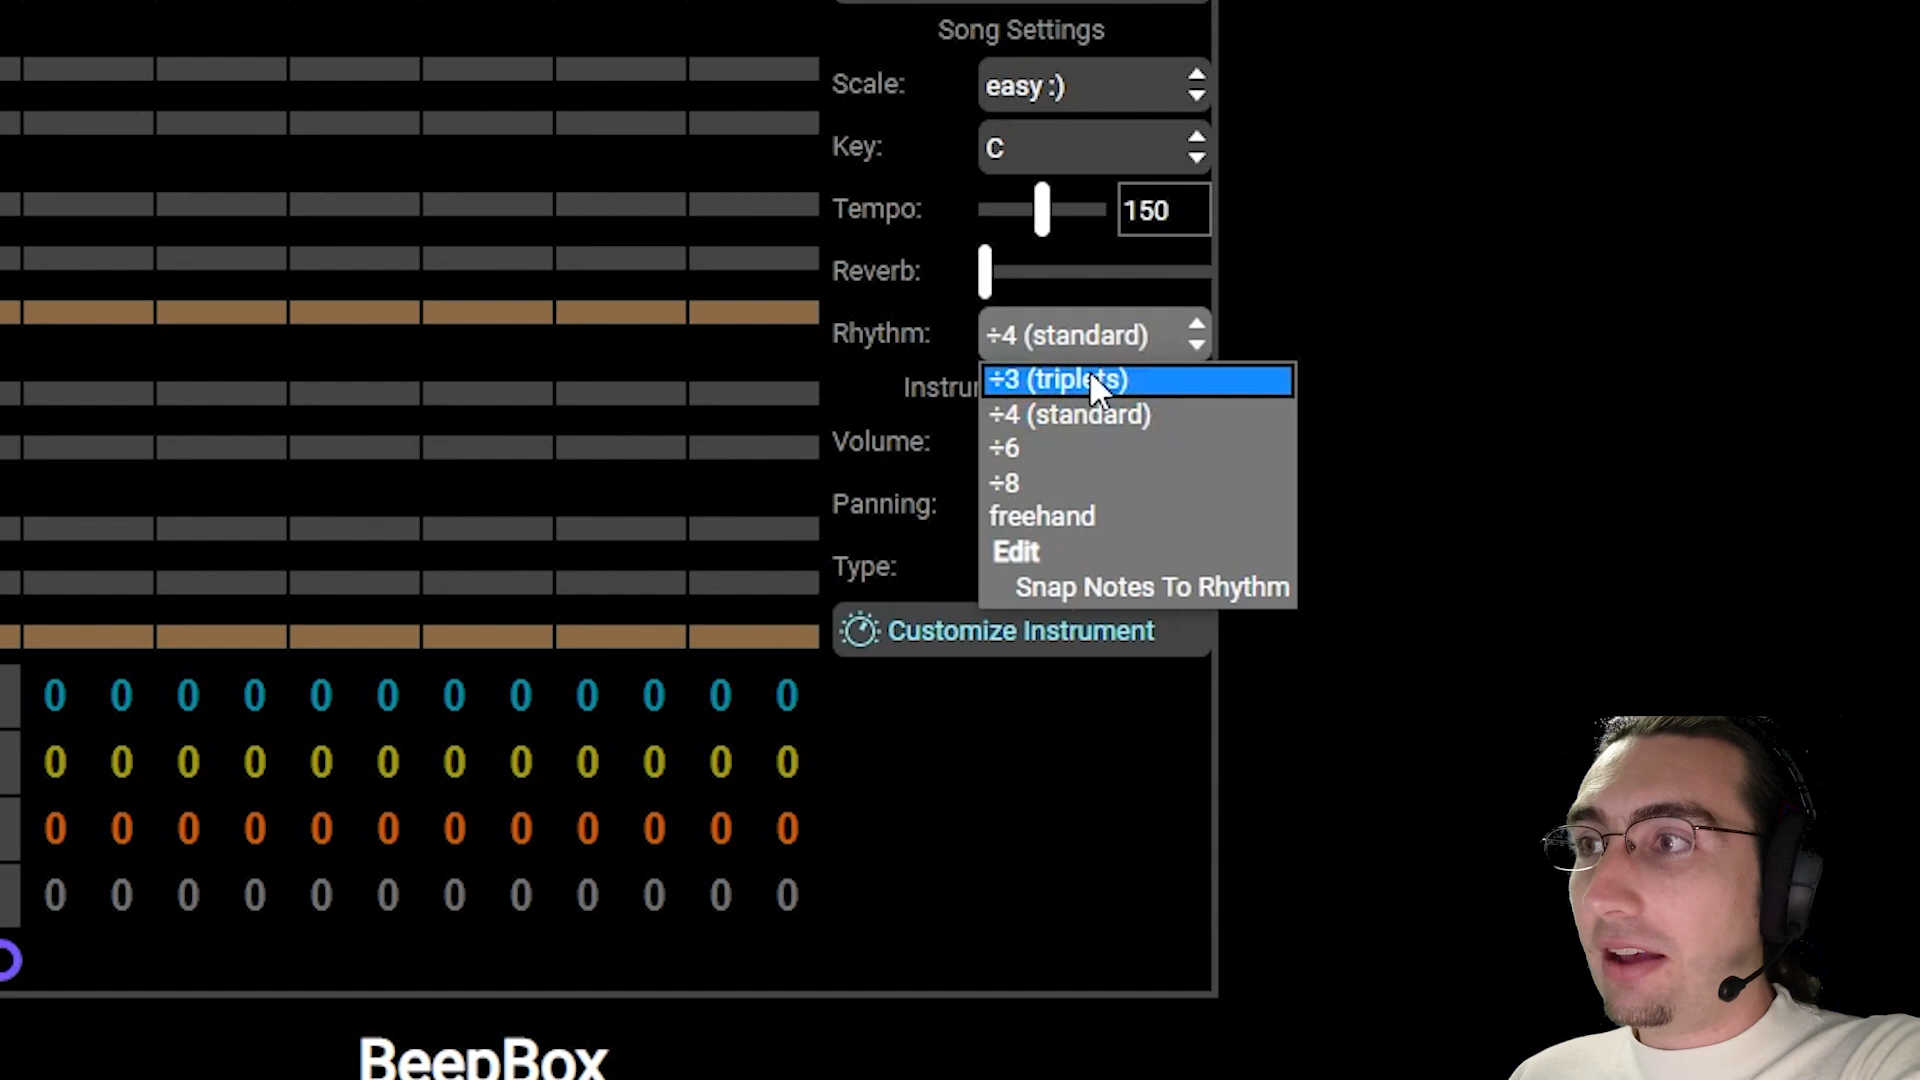 Song Settings
Scale: easy :)
Key: C
Tempo: 150
Reverb:
Rhythm: ÷4 (standard)
÷3 (triplets)
Instru
÷4 (standard)
Volume: ÷6
÷8
Panning: freehand
Edit
Type: Snap Notes To Rhythm
Customize Instrument
0 0 0 0 0 0 0 0 0 0 0 0
0 0 0 0 0 0 0 0 0 0 0 0
0 0 0 0 0 0 0 0 0 0 0 0
0 0 0 0 0 0 0 0 0 0 0 0
BeepBox